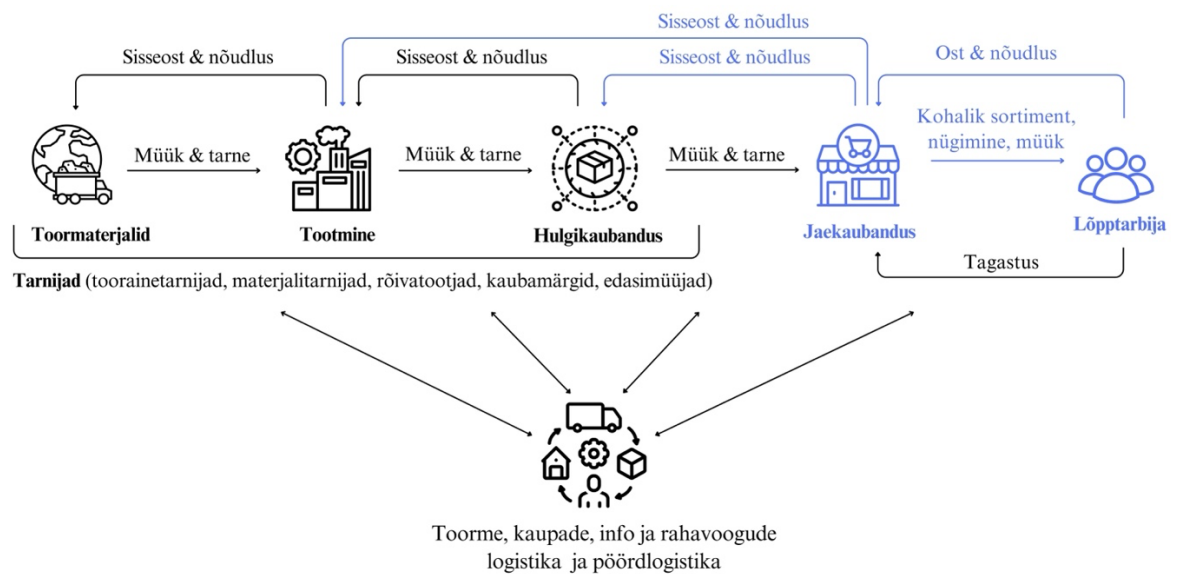 Sisseost & nõudlus
Sisseost & nõudlus
Sisseost & nõudlus
Sisseost & nõudlus
Ost & nõudlus
Müük & tarne
Müük & tarne
Müük & tarne
Kohalik sortiment,
nügimine, müük
Toormaterjalid
Tootmine
Hulgikaubandus
Jaekaubandus
Lõpptarbija
Tagastus
Tarnijad (toorainetarnijad, materjalitarnijad, rõivatootjad, kaubamärgid, edasimüüjad)
Toorme, kaupade, info ja rahavoogude
logistika ja pöördlogistika